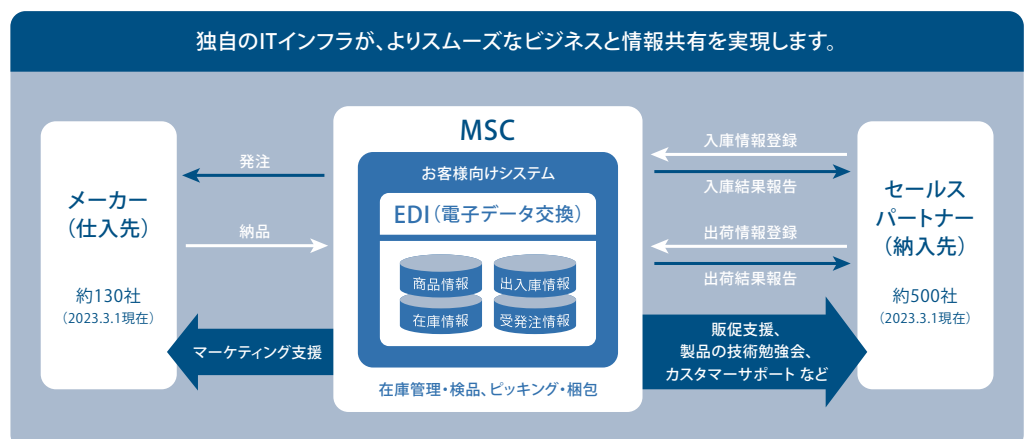 独自のITインフラが、よりスムーズなビジネスと情報共有を実現します。
メーカー
（仕入先）
約130社
（2023.3.1現在）
発注
納品
マーケティング支援
MSC
お客様向けシステム
EDI（電子データ交換）
商品情報
出入庫情報
在庫情報
受発注情報
在庫管理・検品、ピッキング・梱包
入庫情報登録
入庫結果報告
出荷情報登録
出荷結果報告
販促支援、
製品の技術勉強会、
カスタマーサポート など
セールス
パートナー
（納入先）
約500社
（2023.3.1現在）